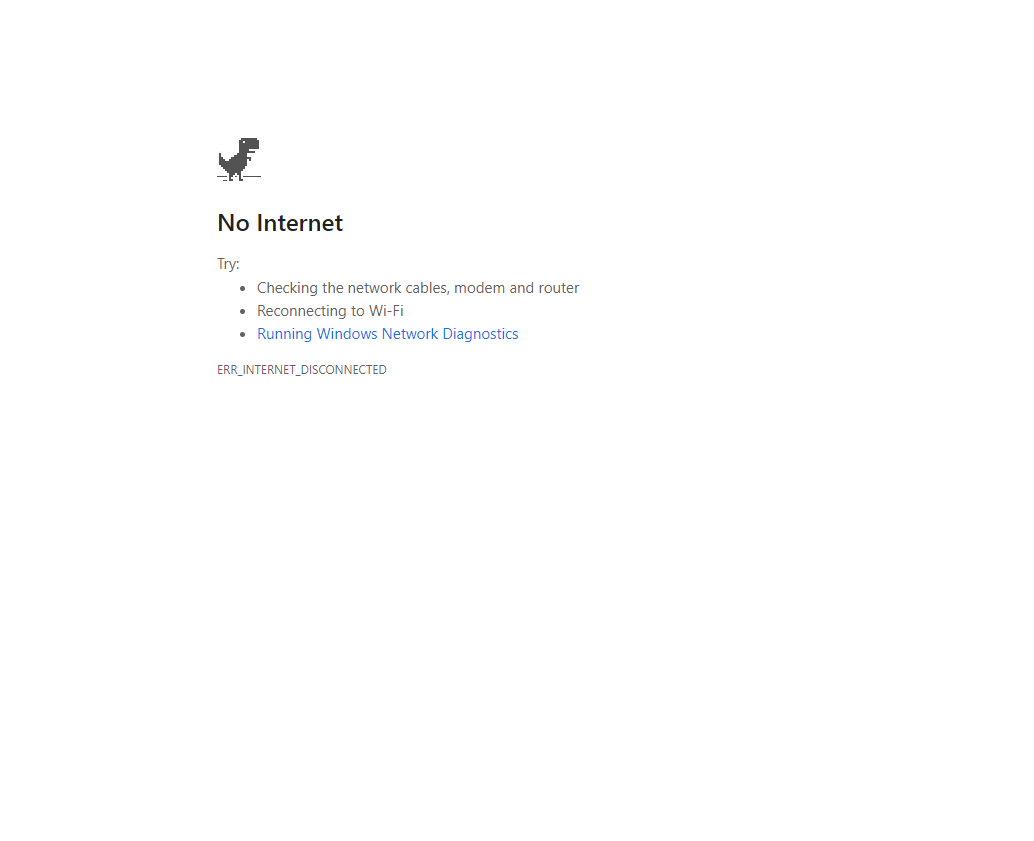 No Internet
Try:
Checking the network cables, modem and router
Reconnecting to Wi-Fi
Running Windows Network Diagnostics
ERR_INTERNET_DISCONNECTED